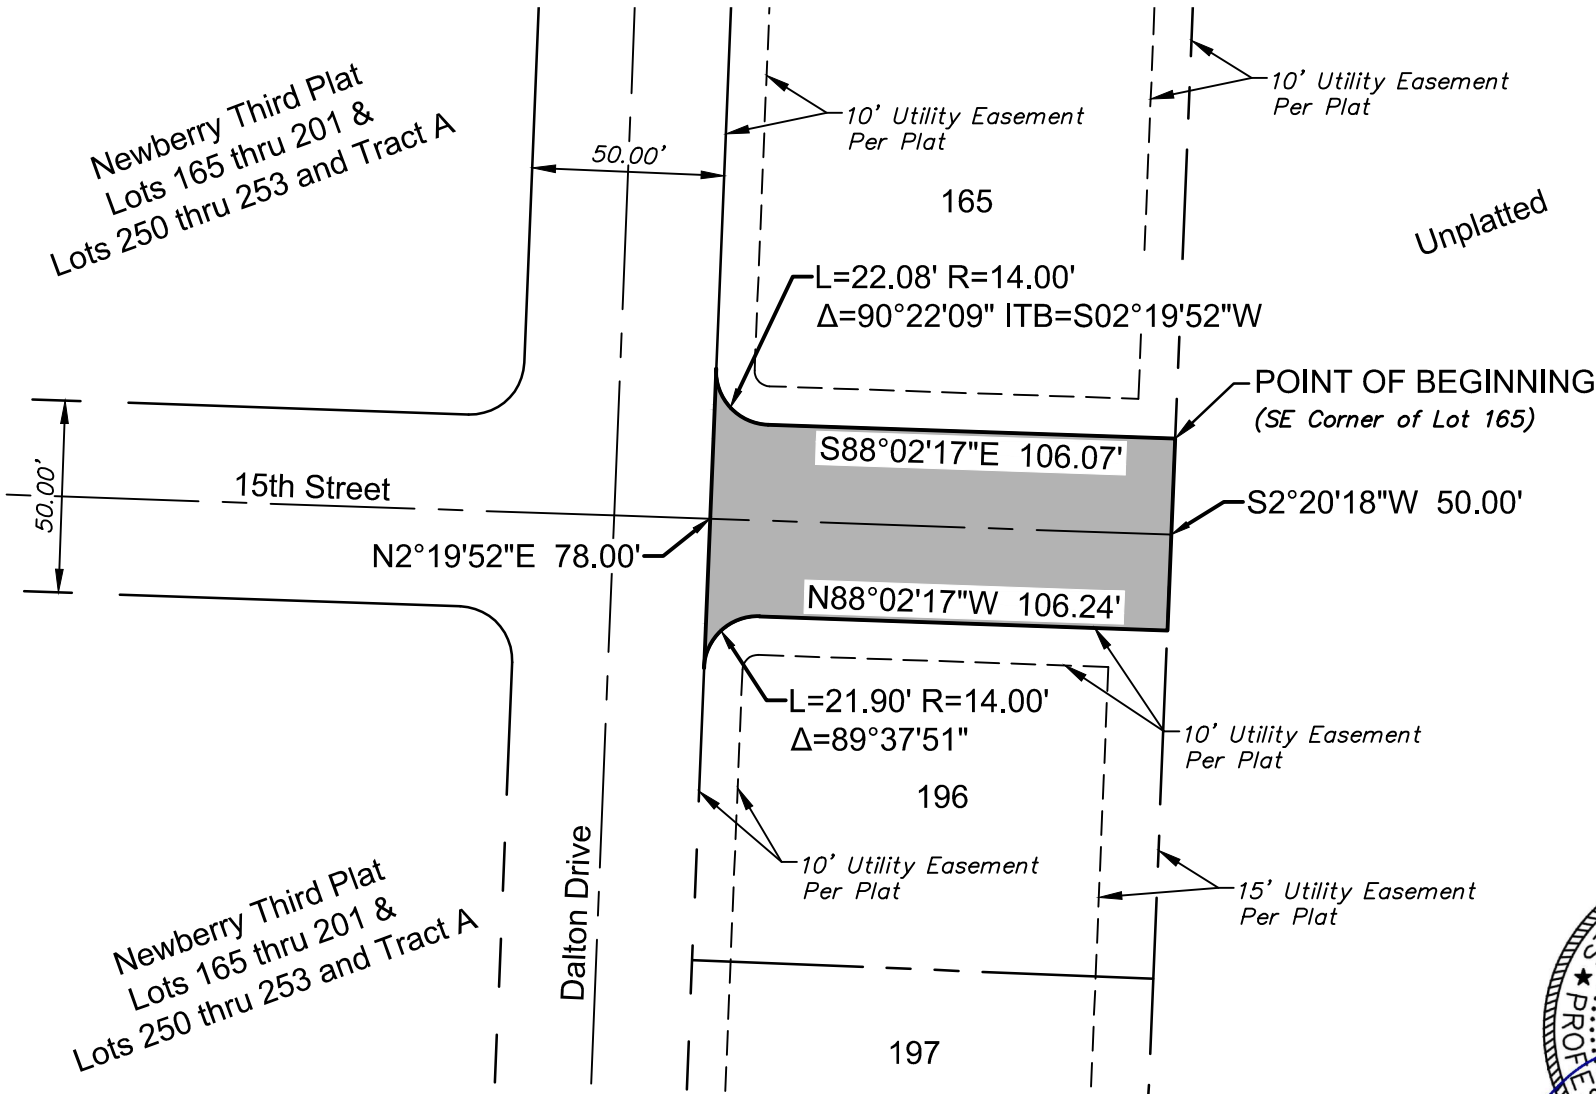 Newberry Third Plat
Lots 165 thru 201 &
Lots 250 thru 253 and Tract A
50.00'
10' Utility Easement
Per Plat
10' Utility Easement
Per Plat
165
Unplatted
L=22.08' R=14.00'
Δ=90°22'09" ITB=S02°19'52"W
POINT OF BEGINNING
(SE Corner of Lot 165)
S88°02'17"E 106.07'
50.00'
15th Street
S2°20'18"W 50.00'
N2°19'52"E 78.00'
N88°02'17"W 106.24'
L=21.90' R=14.00'
Δ=89°37'51"
10' Utility Easement
Per Plat
196
10' Utility Easement
Per Plat
15' Utility Easement
Per Plat
Dalton Drive
Newberry Third Plat
Lots 165 thru 201 &
Lots 250 thru 253 and Tract A
197